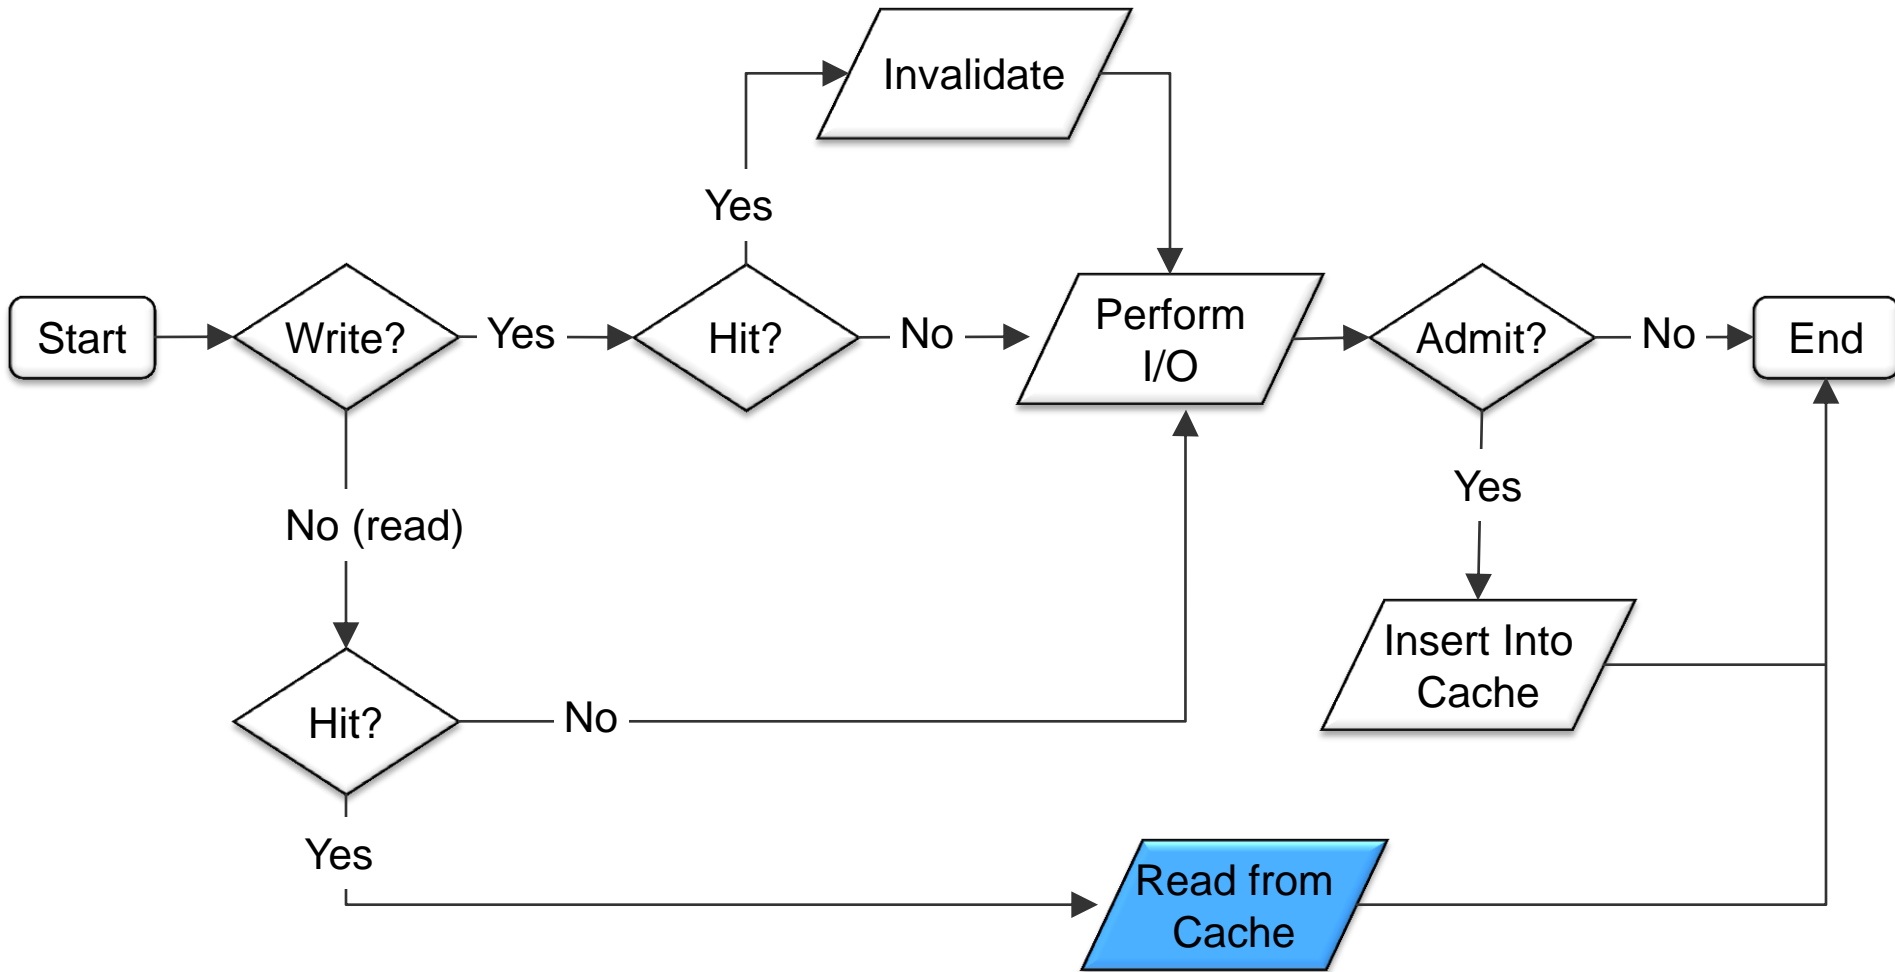 Invalidate
Yes
Start
Write?
Yes
Hit?
No
Perform
I/O
Admit?
No
End
Yes
No (read)
Insert Into
Cache
Hit?
No
Yes
Read from
Cache